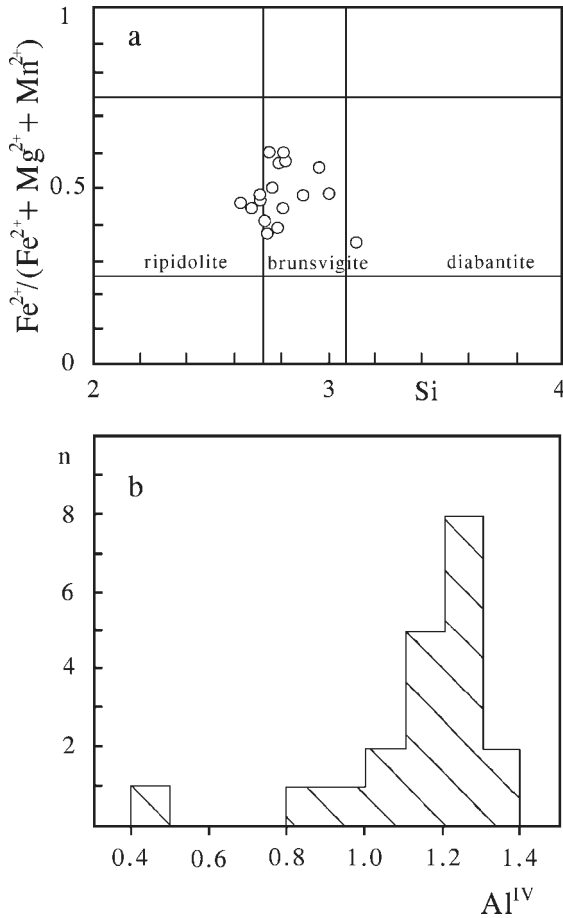 1
a
Fe²⁺/(Fe²⁺+ Mg²⁺ + Mn²⁺)
0.5
ripidolite brunsvigite diabantite
0
2 3 Si 4
n
b
8
6
4
2
0.4 0.6 0.8 1.0 1.2 1.4
Alᴵⱽ